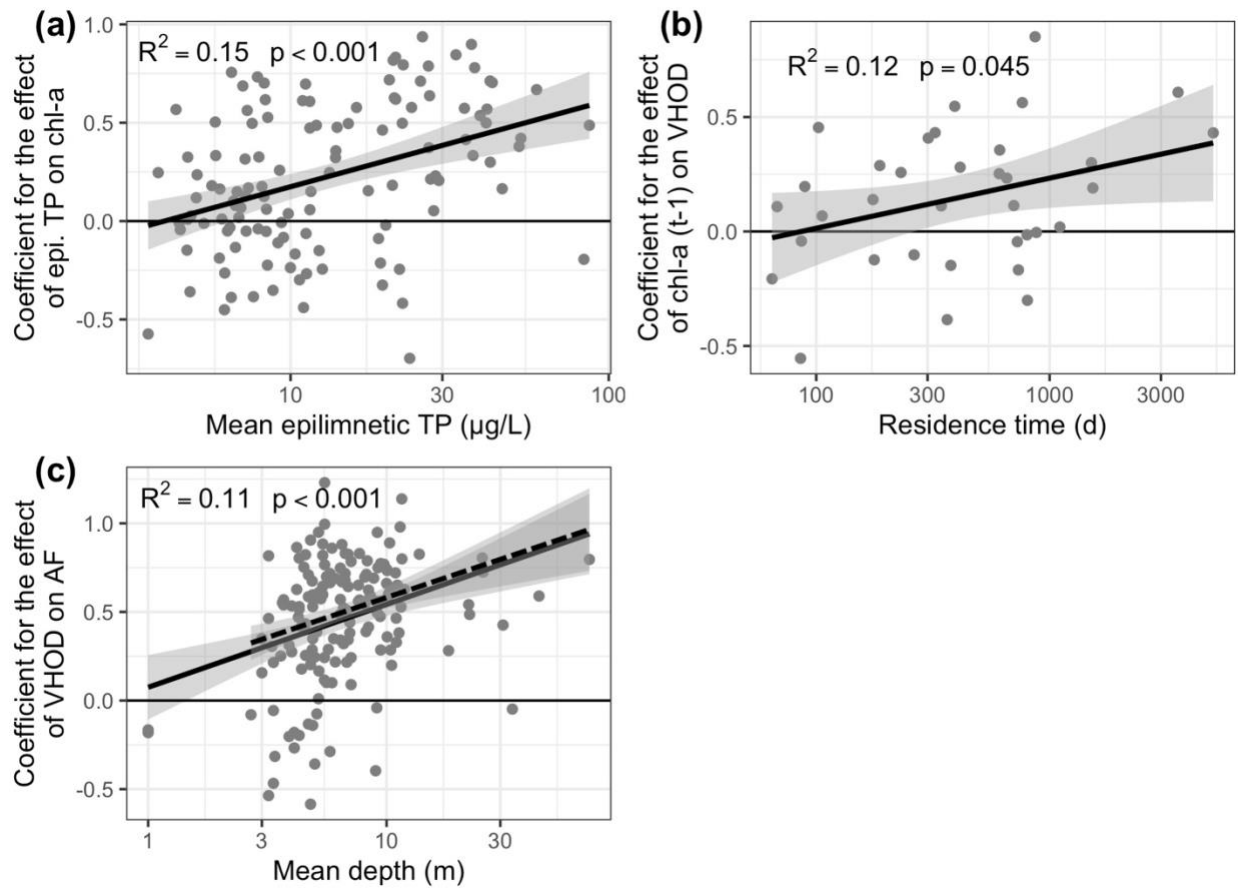 (a)
R² = 0.15 p < 0.001
Coefficient for the effect
of epi. TP on chl-a
1.0
0.5
0.0
-0.5
10
30
100
Mean epilimnetic TP (µg/L)
(b)
R² = 0.12 p = 0.045
Coefficient for the effect
of chl-a (t-1) on VHOD
0.5
0.0
-0.5
100
300
1000
3000
Residence time (d)
(c)
R² = 0.11 p < 0.001
Coefficient for the effect
of VHOD on AF
1.0
0.5
0.0
-0.5
1
3
10
30
Mean depth (m)